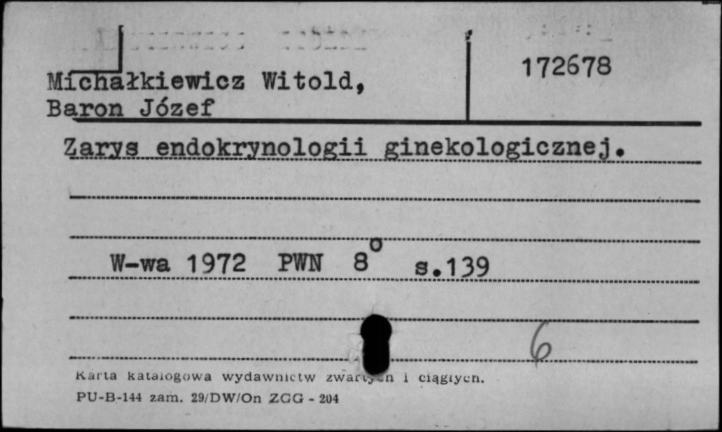 172678
Michałkiewicz Witold,
Baron Józef
Zarys endokrynologii ginekologicznej.
W-wa 1972 PWN 8° s.139
6
Karta katalogowa wydawnictw zwartych i ciągłych.
PU-B-144 zam. 29/DW/On ZGG - 204